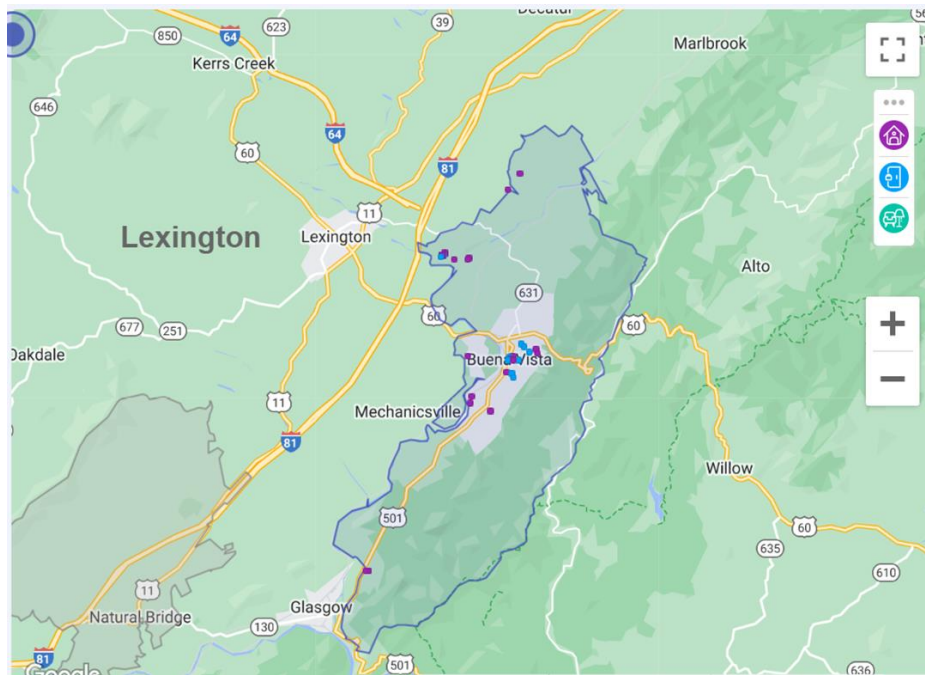 Decatur
39
623
64
850
Marlbrook
Kerrs Creek
646
64
60
81
11
Lexington
Lexington
Alto
631
60
60
677
251
Oakdale
Buena Vista
11
Mechanicsville
81
Willow
501
60
635
610
11
Glasgow
Natural Bridge
130
81
501
636
Google